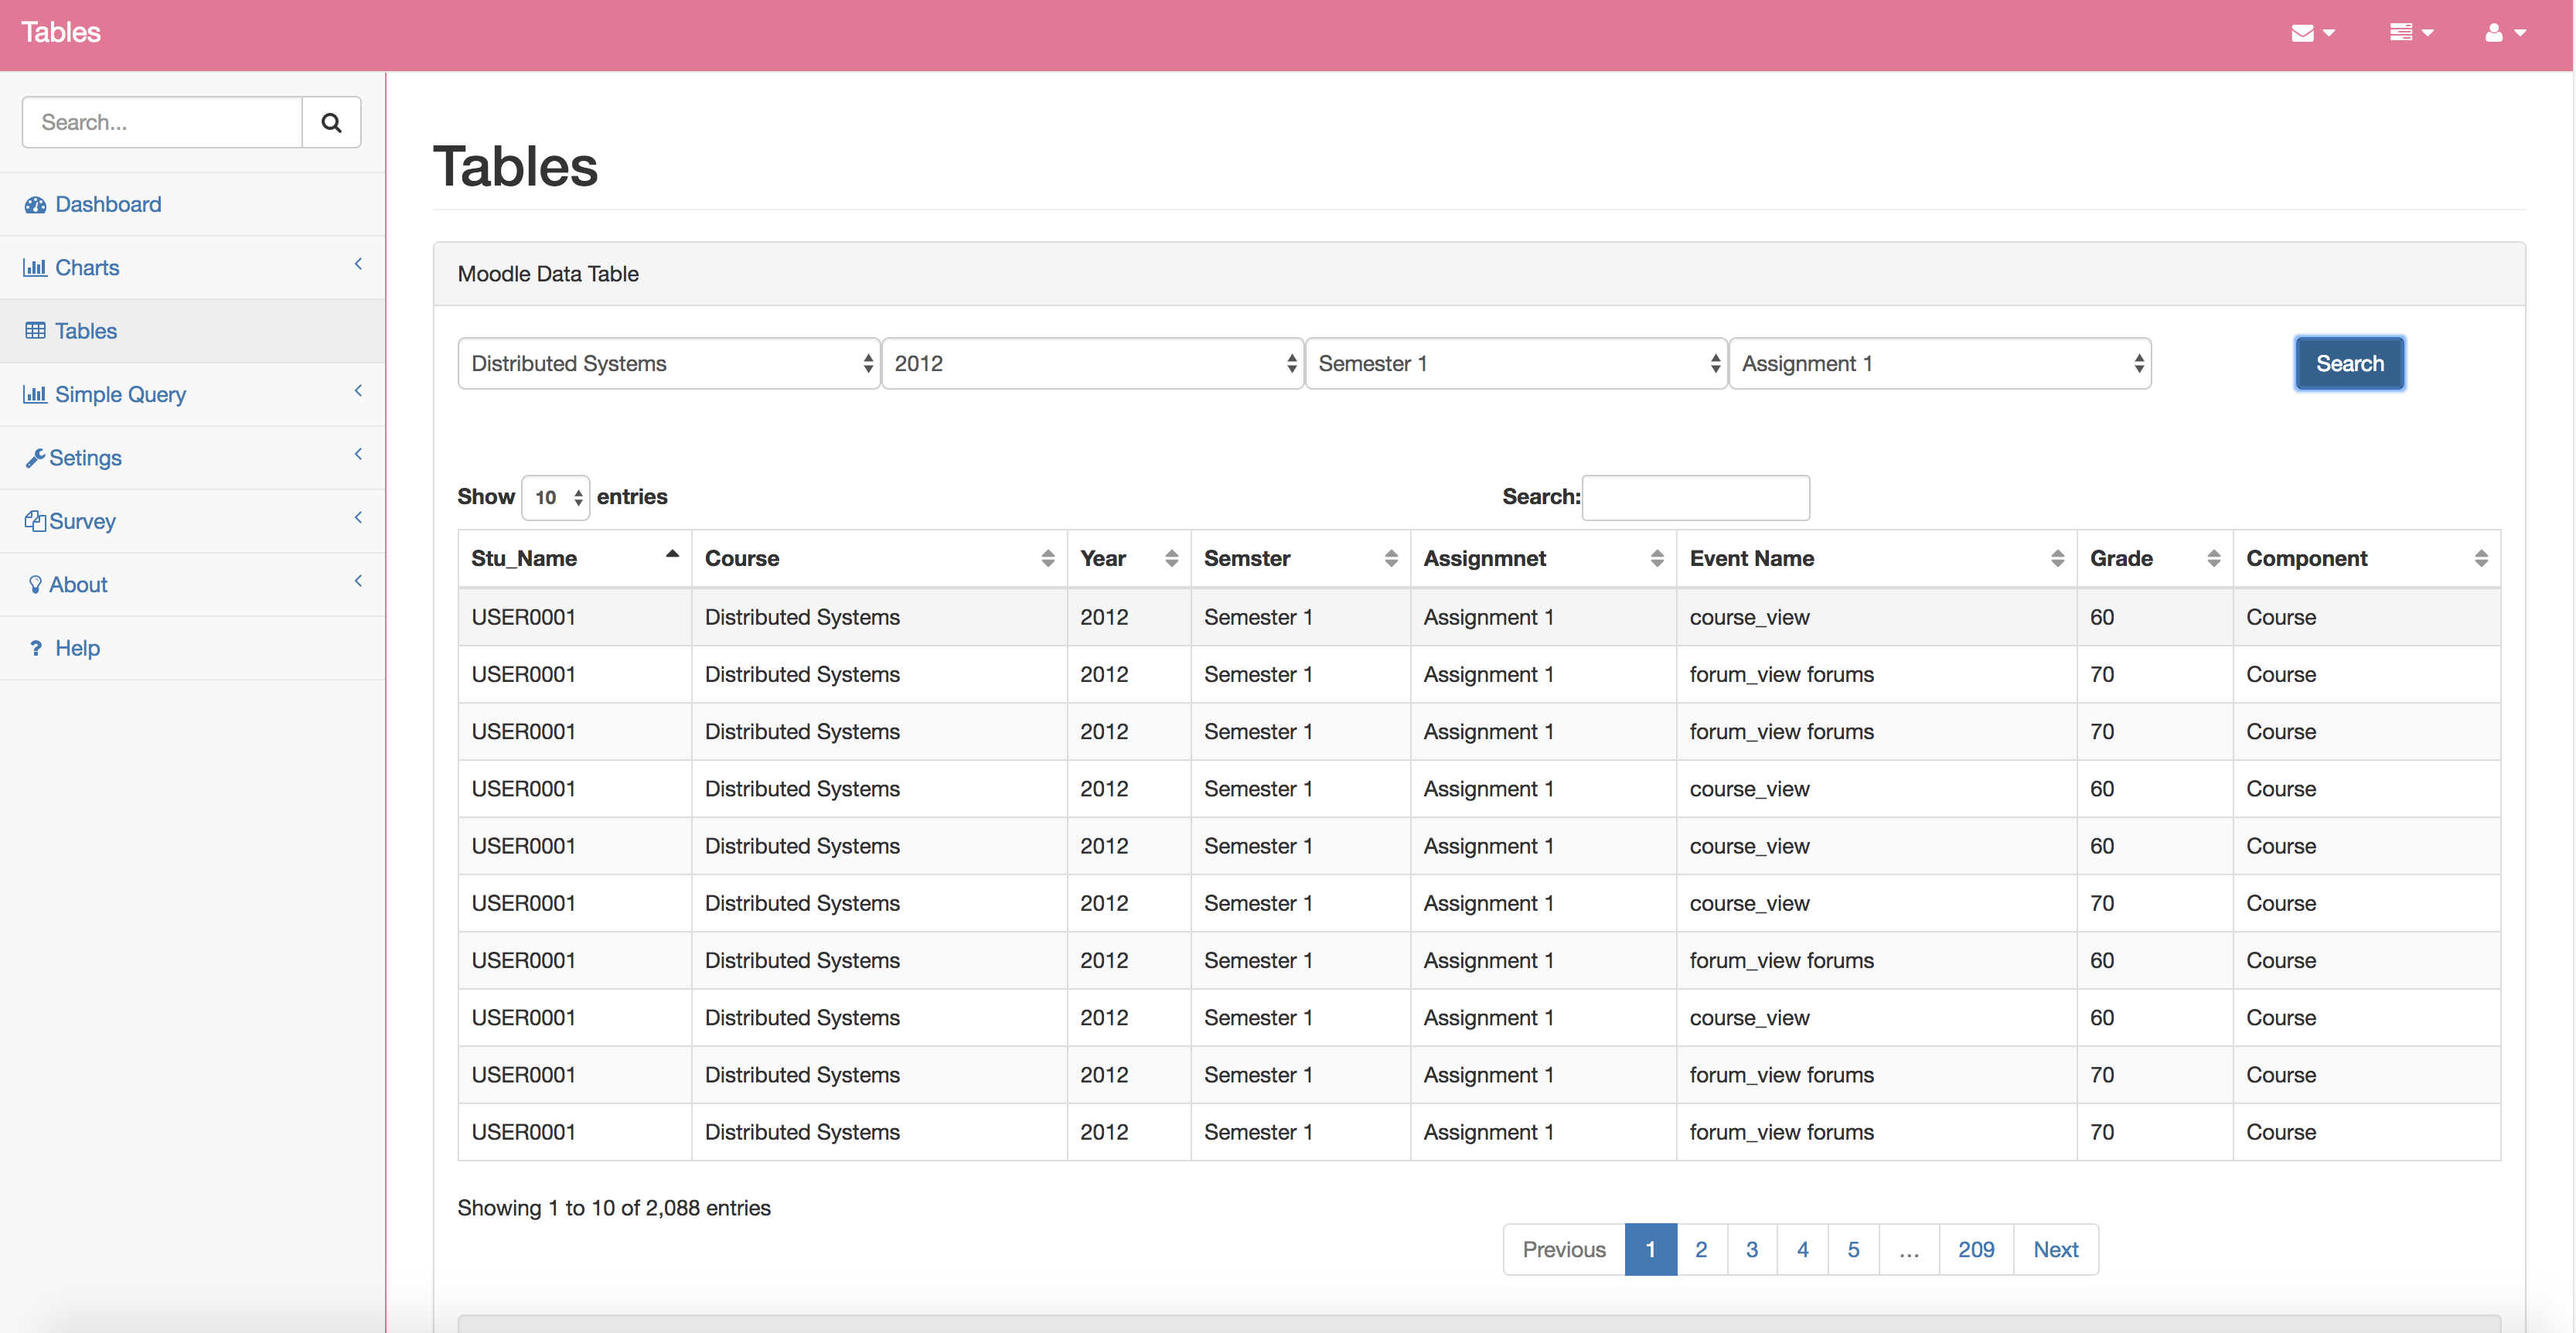 Tables
Search...
Dashboard
Charts
Tables
Simple Query
Setings
Survey
About
Help
Tables
Moodle Data Table
Distributed Systems 2012 Semester 1 Assignment 1 Search
Show 10 entries Search:
Stu_Name Course Year Semster Assignmnet Event Name Grade Component
USER0001 Distributed Systems 2012 Semester 1 Assignment 1 course_view 60 Course
USER0001 Distributed Systems 2012 Semester 1 Assignment 1 forum_view forums 70 Course
USER0001 Distributed Systems 2012 Semester 1 Assignment 1 forum_view forums 70 Course
USER0001 Distributed Systems 2012 Semester 1 Assignment 1 course_view 60 Course
USER0001 Distributed Systems 2012 Semester 1 Assignment 1 course_view 60 Course
USER0001 Distributed Systems 2012 Semester 1 Assignment 1 course_view 70 Course
USER0001 Distributed Systems 2012 Semester 1 Assignment 1 forum_view forums 60 Course
USER0001 Distributed Systems 2012 Semester 1 Assignment 1 course_view 60 Course
USER0001 Distributed Systems 2012 Semester 1 Assignment 1 forum_view forums 70 Course
USER0001 Distributed Systems 2012 Semester 1 Assignment 1 forum_view forums 70 Course
Showing 1 to 10 of 2,088 entries
Previous 1 2 3 4 5 ... 209 Next